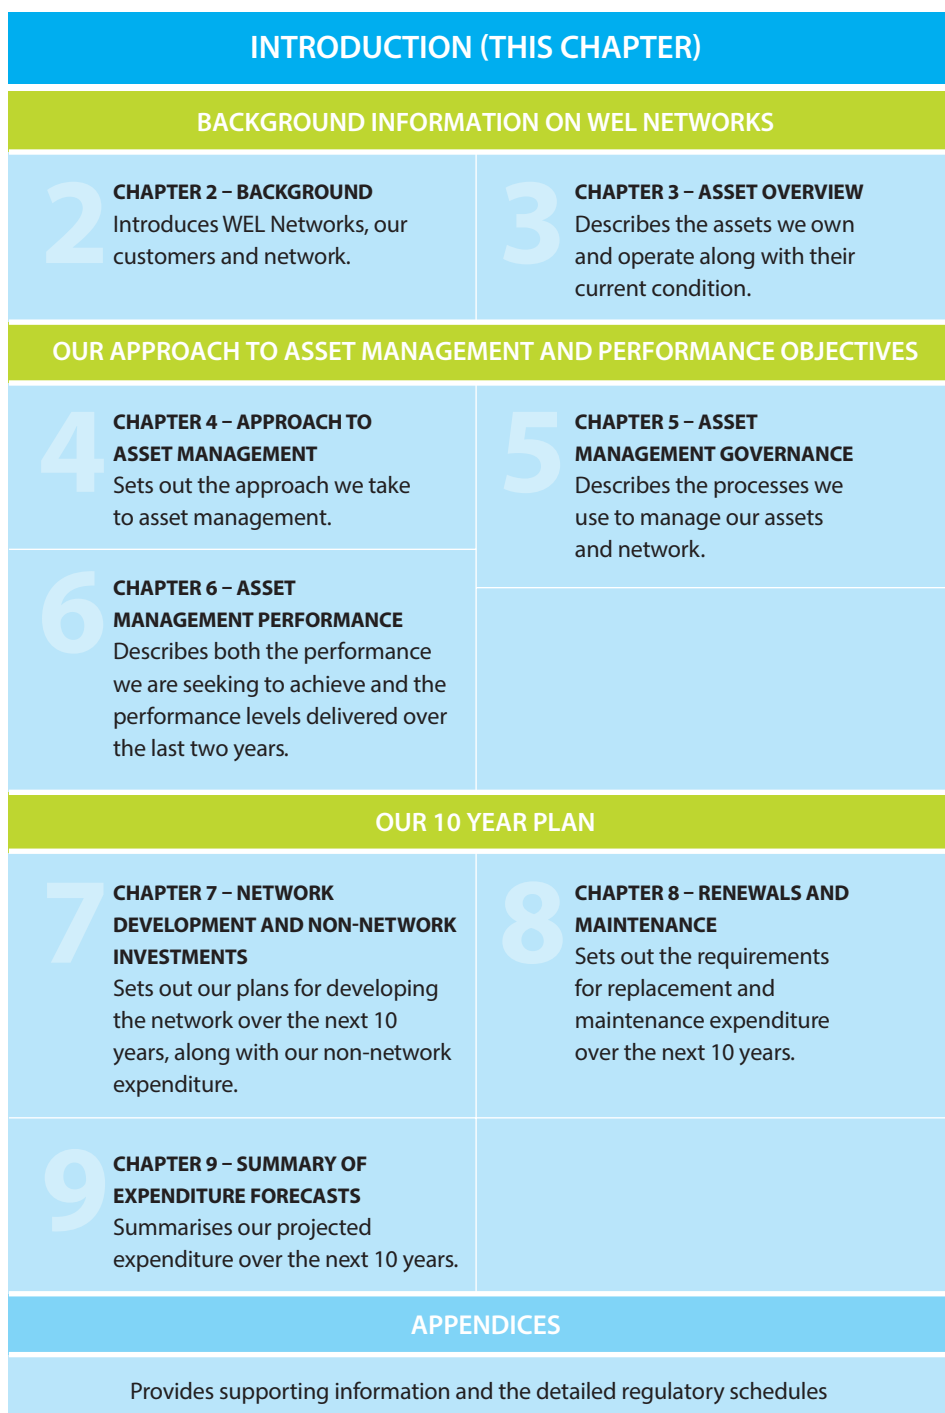 INTRODUCTION (THIS CHAPTER)
BACKGROUND INFORMATION ON WEL NETWORKS
2
CHAPTER 2 – BACKGROUND
Introduces WEL Networks, our
customers and network.
3
CHAPTER 3 – ASSET OVERVIEW
Describes the assets we own
and operate along with their
current condition.
OUR APPROACH TO ASSET MANAGEMENT AND PERFORMANCE OBJECTIVES
4
CHAPTER 4 – APPROACH TO
ASSET MANAGEMENT
Sets out the approach we take
to asset management.
5
CHAPTER 5 – ASSET
MANAGEMENT GOVERNANCE
Describes the processes we
use to manage our assets
and network.
6
CHAPTER 6 – ASSET
MANAGEMENT PERFORMANCE
Describes both the performance
we are seeking to achieve and the
performance levels delivered over
the last two years.
OUR 10 YEAR PLAN
7
CHAPTER 7 – NETWORK
DEVELOPMENT AND NON-NETWORK
INVESTMENTS
Sets out our plans for developing
the network over the next 10
years, along with our non-network
expenditure.
8
CHAPTER 8 – RENEWALS AND
MAINTENANCE
Sets out the requirements
for replacement and
maintenance expenditure
over the next 10 years.
9
CHAPTER 9 – SUMMARY OF
EXPENDITURE FORECASTS
Summarises our projected
expenditure over the next 10 years.
APPENDICES
Provides supporting information and the detailed regulatory schedules